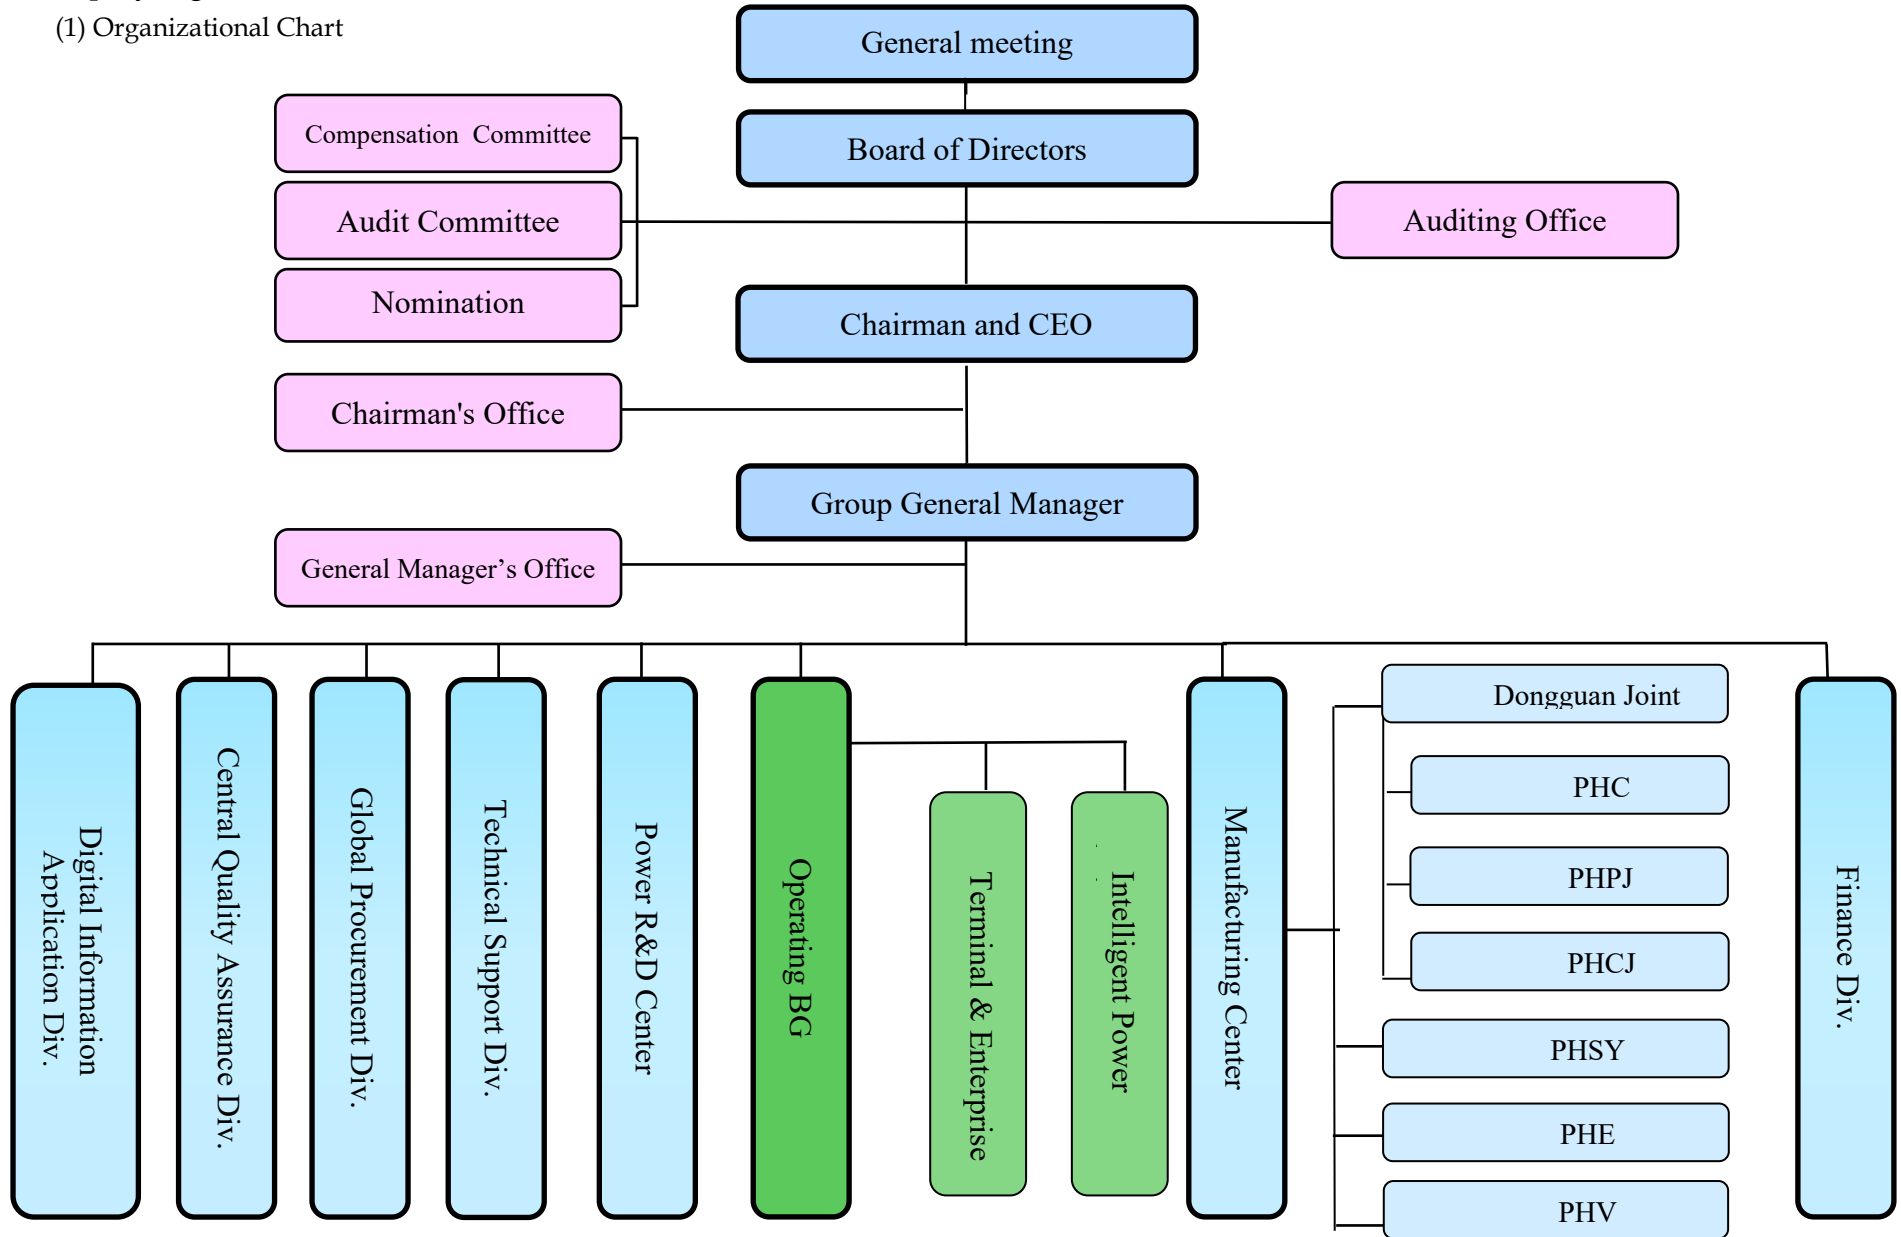 (1) Organizational Chart
General meeting
Compensation Committee
Board of Directors
Audit Committee
Auditing Office
Nomination
Chairman and CEO
Chairman's Office
Group General Manager
General Manager’s Office
Digital Information
Application Div.
Central Quality Assurance Div.
Global Procurement Div.
Technical Support Div.
Power R&D Center
Operating BG
Terminal & Enterprise
Intelligent Power
Manufacturing Center
Dongguan Joint
PHC
PHPJ
PHCJ
PHSY
PHE
PHV
Finance Div.